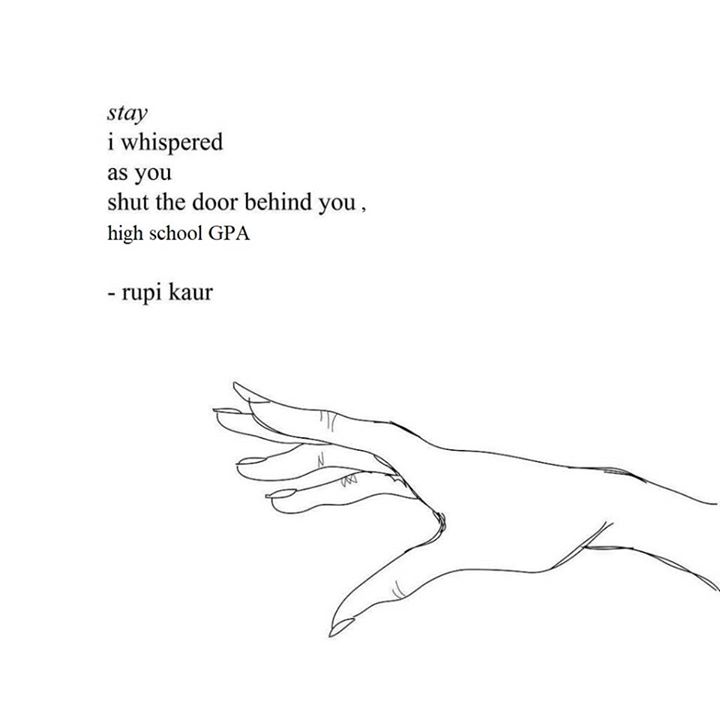 stay
i whispered
as you
shut the door behind you ,
high school GPA
- rupi kaur